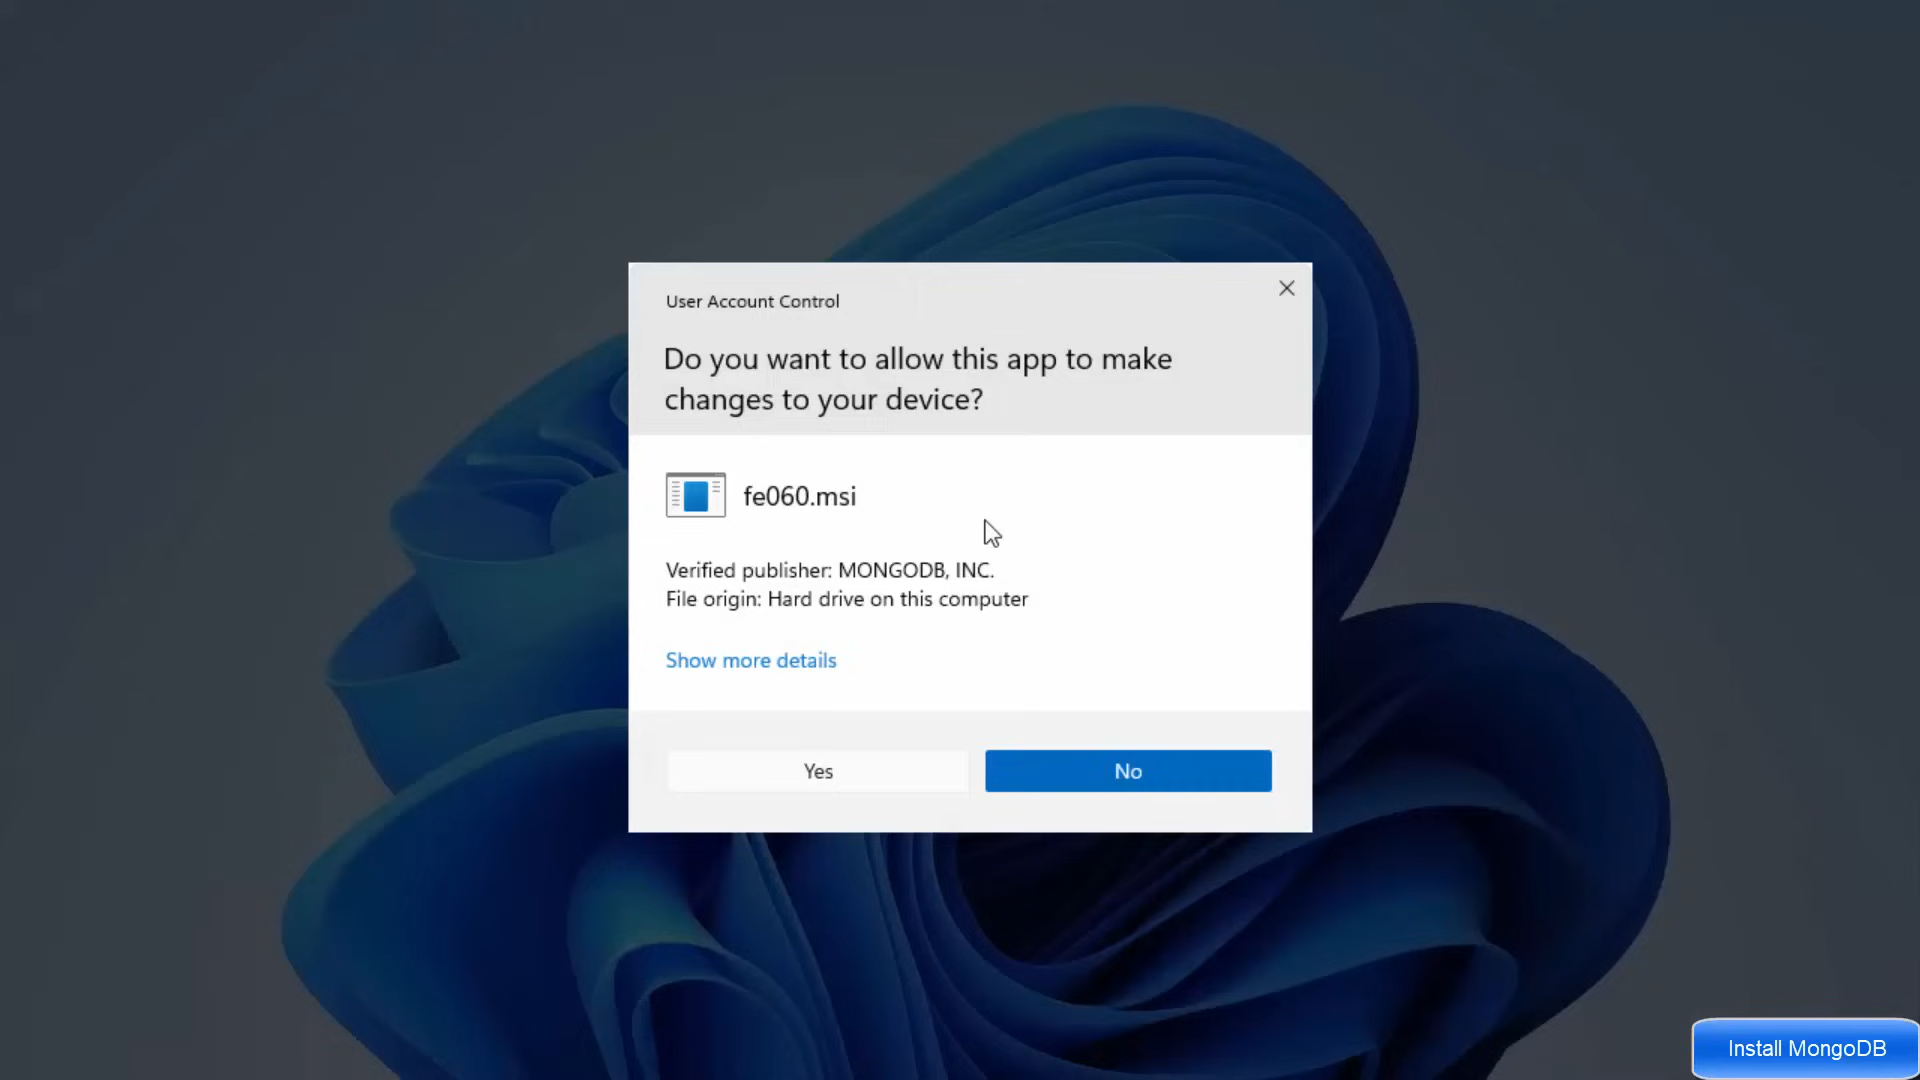 User Account Control
Do you want to allow this app to make
changes to your device?
fe060.msi
Verified publisher: MONGODB, INC.
File origin: Hard drive on this computer
Show more details
Yes
No
Install MongoDB